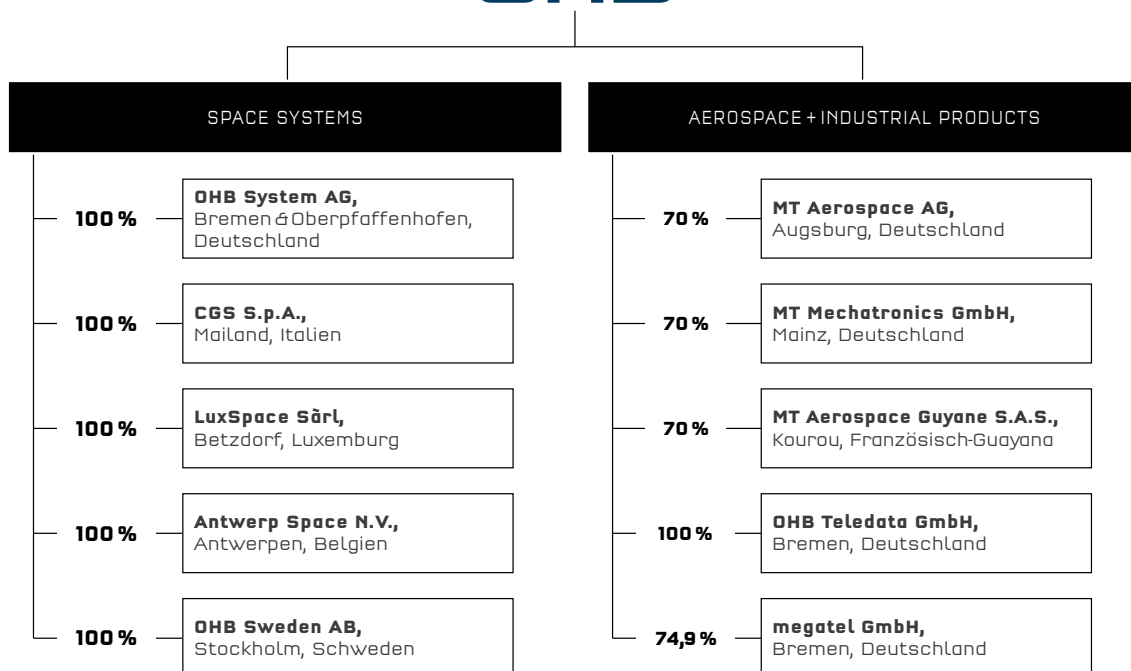 SPACE SYSTEMS
100 %
OHB System AG,
Bremen & Oberpfaffenhofen,
Deutschland
100 %
CGS S.p.A.,
Mailand, Italien
100 %
LuxSpace Sàrl,
Betzdorf, Luxemburg
100 %
Antwerp Space N.V.,
Antwerpen, Belgien
100 %
OHB Sweden AB,
Stockholm, Schweden
AEROSPACE + INDUSTRIAL PRODUCTS
70 %
MT Aerospace AG,
Augsburg, Deutschland
70 %
MT Mechatronics GmbH,
Mainz, Deutschland
70 %
MT Aerospace Guyane S.A.S.,
Kourou, Französisch-Guayana
100 %
OHB Teledata GmbH,
Bremen, Deutschland
74,9 %
megatel GmbH,
Bremen, Deutschland